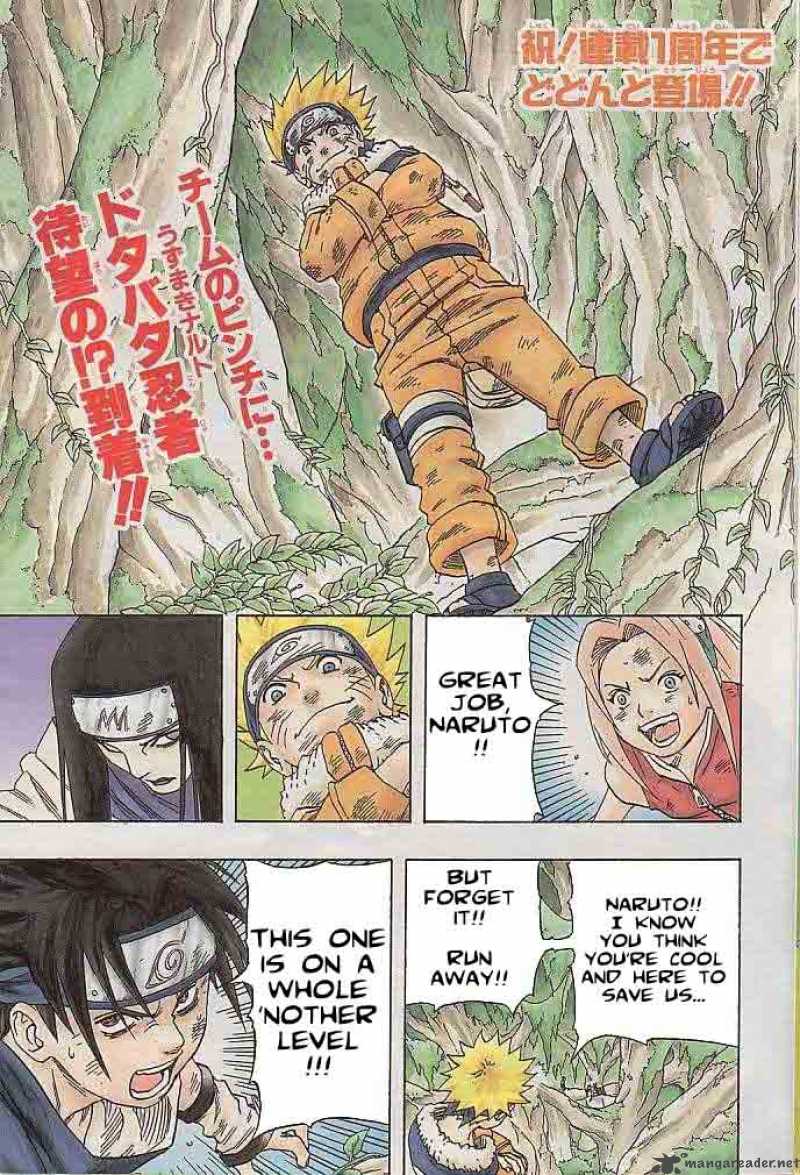 祝!連載1周年で
どどんと登場!!
チームのピンチに…
うずまきナルト
ドタバタ忍者
待望の!?到着!!
GREAT
JOB,
NARUTO
!!
NARUTO!!
I KNOW
YOU THINK
YOU'RE COOL
AND HERE TO
SAVE US...
BUT
FORGET
IT!!
RUN
AWAY!!
THIS ONE
IS ON A
WHOLE
'NOTHER
LEVEL
!!!
mangareader.net